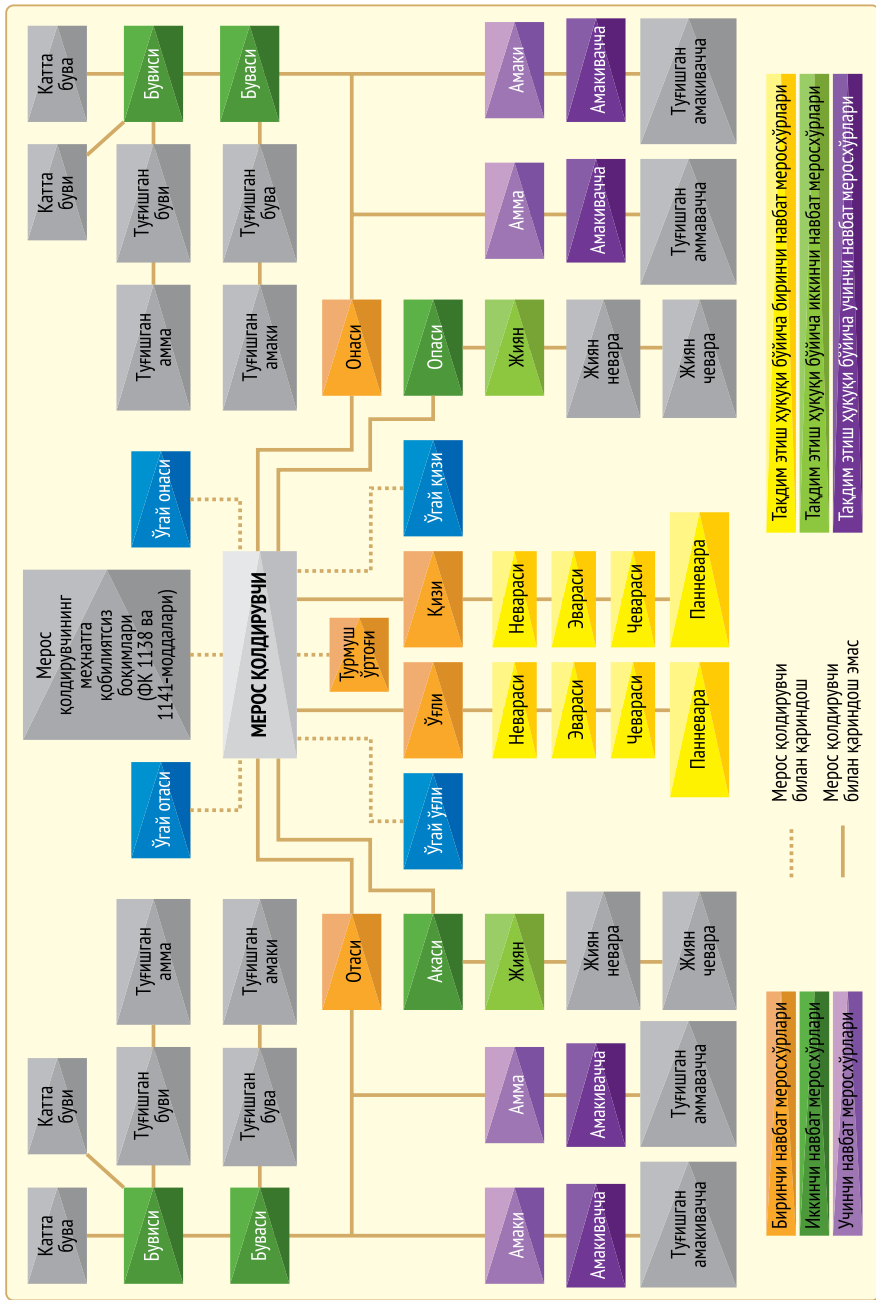 Катта
бува
Катта
буви
Мерос
қолдирувчининг
меҳнатга
қобилиятсиз
боқимлари
(ФК 1138 ва
1141-моддалари)
Катта
буви
Катта
бува
Бувиси
Туғишган
буви
Туғишган
амма
Ўгай отаси
Ўгай онаси
Туғишган
амма
Туғишган
буви
Бувиси
Буваси
Туғишган
бува
Туғишган
амаки
МЕРОС ҚОЛДИРУВЧИ
Туғишган
амаки
Туғишган
бува
Буваси
Отаси
Турмуш
ўртоғи
Онаси
Акаси
Ўгай ўғли
Ўғли
Қизи
Ўгай қизи
Опаси
Амаки
Амма
Жиян
Невараси
Невараси
Жиян
Амма
Амаки
Амакивачча
Амакивачча
Жиян
невара
Эвараси
Эвараси
Жиян
невара
Амакивачча
Амакивачча
Туғишган
амакивачча
Туғишган
аммавачча
Жиян
чевара
Чевараси
Чевараси
Жиян
чевара
Туғишган
аммавачча
Туғишган
амакивачча
Панневара
Панневара
Биринчи навбат меросхўрлари
Иккинчи навбат меросхўрлари
Учинчи навбат меросхўрлари
Мерос қолдирувчи
билан қариндош
Мерос қолдирувчи
билан қариндош эмас
Тақдим этиш ҳуқуқи бўйича биринчи навбат меросхўрлари
Тақдим этиш ҳуқуқи бўйича иккинчи навбат меросхўрлари
Тақдим этиш ҳуқуқи бўйича учинчи навбат меросхўрлари